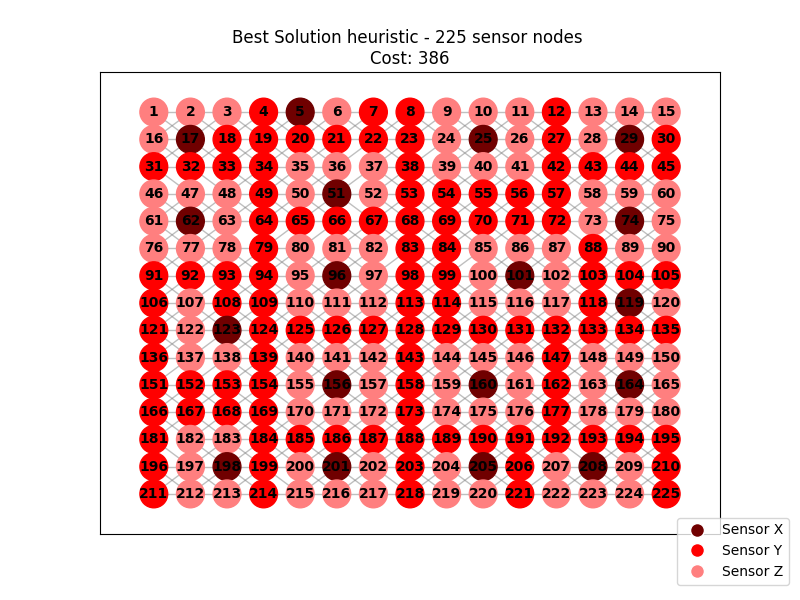 Best Solution heuristic - 225 sensor nodes
Cost: 386
1 2 3 4 5 6 7 8 9 10 11 12 13 14 15
16 17 18 19 20 21 22 23 24 25 26 27 28 29 30
31 32 33 34 35 36 37 38 39 40 41 42 43 44 45
46 47 48 49 50 51 52 53 54 55 56 57 58 59 60
61 62 63 64 65 66 67 68 69 70 71 72 73 74 75
76 77 78 79 80 81 82 83 84 85 86 87 88 89 90
91 92 93 94 95 96 97 98 99 100 101 102 103 104 105
106 107 108 109 110 111 112 113 114 115 116 117 118 119 120
121 122 123 124 125 126 127 128 129 130 131 132 133 134 135
136 137 138 139 140 141 142 143 144 145 146 147 148 149 150
151 152 153 154 155 156 157 158 159 160 161 162 163 164 165
166 167 168 169 170 171 172 173 174 175 176 177 178 179 180
181 182 183 184 185 186 187 188 189 190 191 192 193 194 195
196 197 198 199 200 201 202 203 204 205 206 207 208 209 210
211 212 213 214 215 216 217 218 219 220 221 222 223 224 225
Sensor X
Sensor Y
Sensor Z